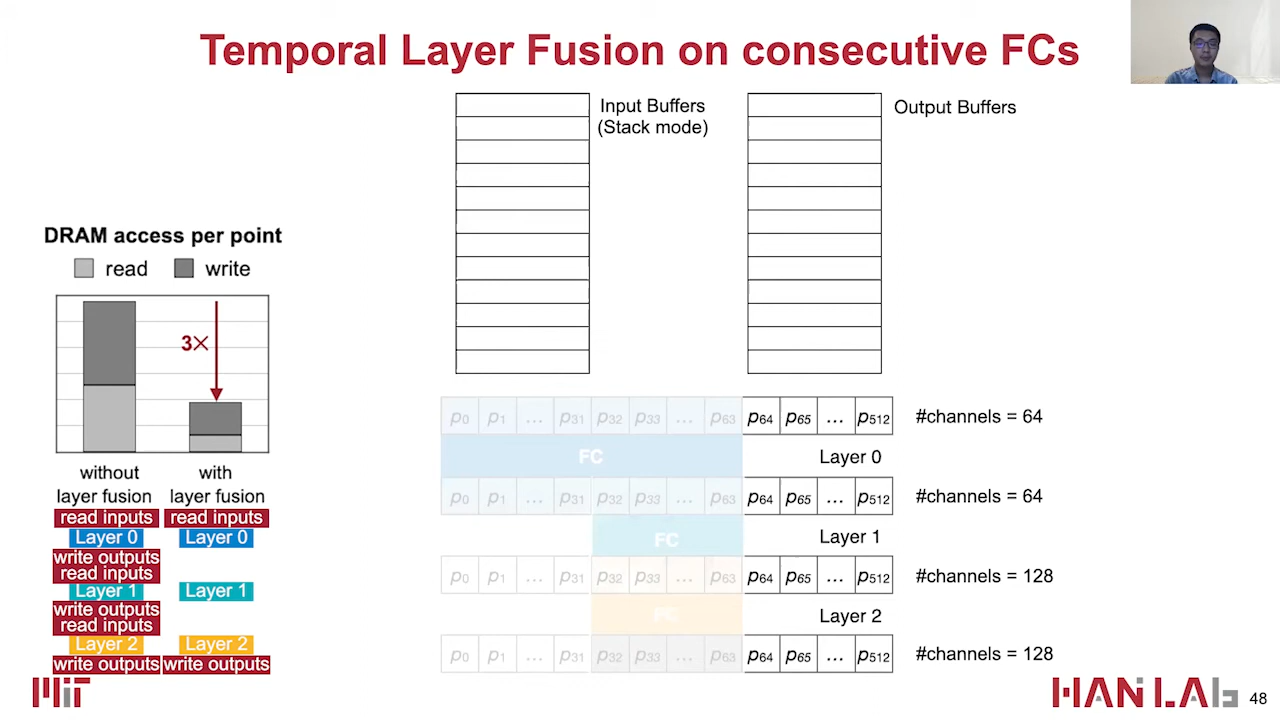 Temporal Layer Fusion on consecutive FCs
Input Buffers
(Stack mode)
Output Buffers
DRAM access per point
read write
3×
without with
layer fusion layer fusion
read inputs read inputs
Layer 0 Layer 0
write outputs
read inputs
Layer 1 Layer 1
write outputs
read inputs
Layer 2 Layer 2
write outputs write outputs
p0 p1 ... p31 p32 p33 ... p63 p64 p65 ... p512 #channels = 64
FC Layer 0
p0 p1 ... p31 p32 p33 ... p63 p64 p65 ... p512 #channels = 64
FC Layer 1
p0 p1 ... p31 p32 p33 ... p63 p64 p65 ... p512 #channels = 128
FC Layer 2
p0 p1 ... p31 p32 p33 ... p63 p64 p65 ... p512 #channels = 128
MIT HAN LAB 48